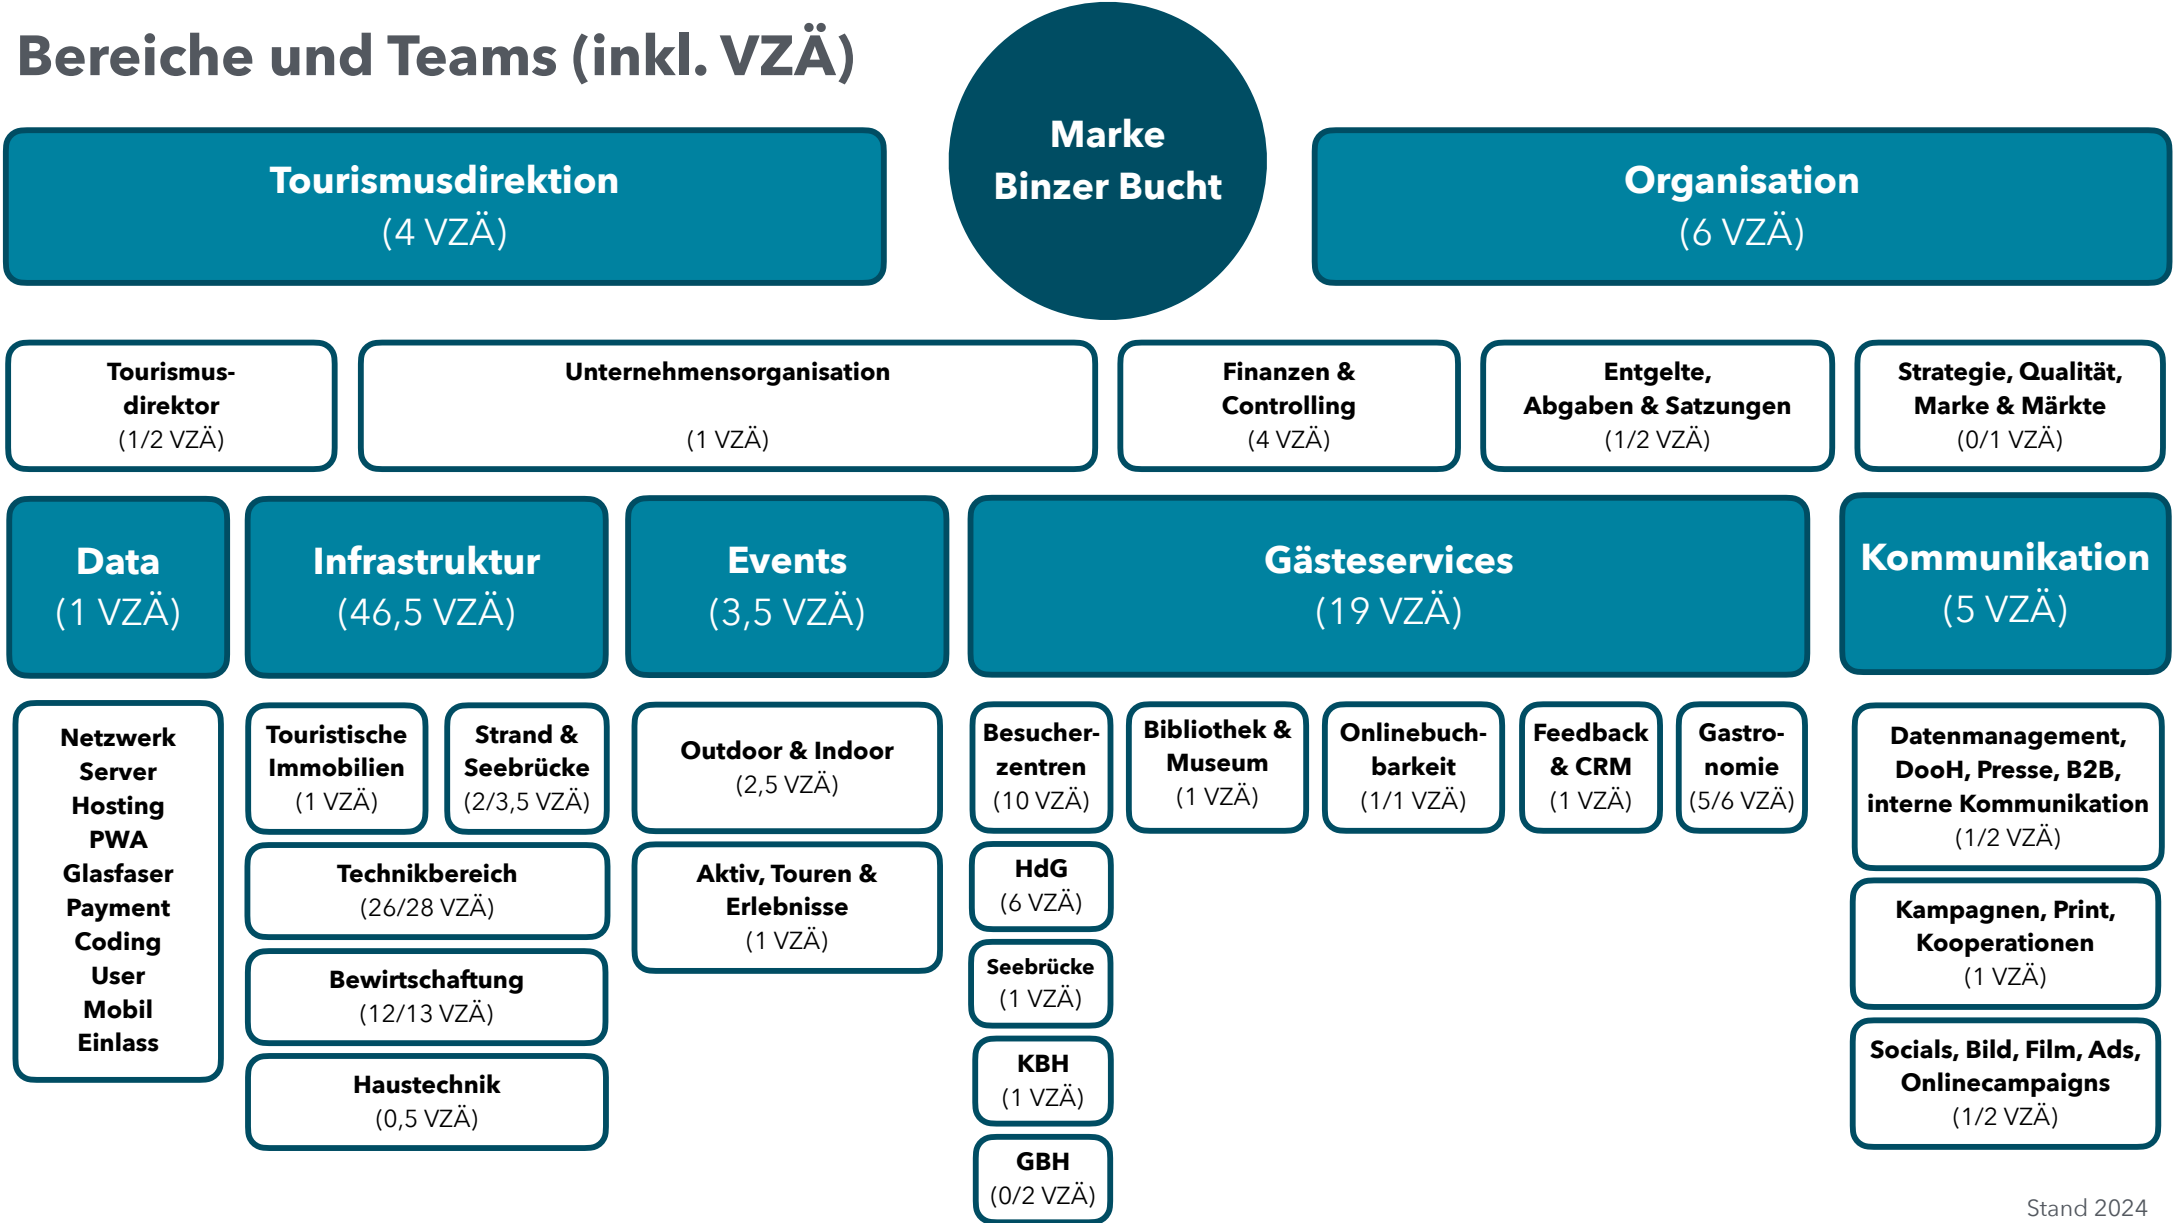 Bereiche und Teams (inkl. VZÄ)
Marke
Binzer Bucht
Tourismusdirektion
(4 VZÄ)
Organisation
(6 VZÄ)
Tourismus-
direktor
(1/2 VZÄ)
Unternehmensorganisation
(1 VZÄ)
Finanzen &
Controlling
(4 VZÄ)
Entgelte,
Abgaben & Satzungen
(1/2 VZÄ)
Strategie, Qualität,
Marke & Märkte
(0/1 VZÄ)
Data
(1 VZÄ)
Infrastruktur
(46,5 VZÄ)
Events
(3,5 VZÄ)
Gästeservices
(19 VZÄ)
Kommunikation
(5 VZÄ)
Netzwerk
Server
Hosting
PWA
Glasfaser
Payment
Coding
User
Mobil
Einlass
Touristische
Immobilien
(1 VZÄ)
Strand &
Seebrücke
(2/3,5 VZÄ)
Technikbereich
(26/28 VZÄ)
Bewirtschaftung
(12/13 VZÄ)
Haustechnik
(0,5 VZÄ)
Outdoor & Indoor
(2,5 VZÄ)
Aktiv, Touren &
Erlebnisse
(1 VZÄ)
Besucher-
zentren
(10 VZÄ)
HdG
(6 VZÄ)
Seebrücke
(1 VZÄ)
KBH
(1 VZÄ)
GBH
(0/2 VZÄ)
Bibliothek &
Museum
(1 VZÄ)
Onlinebuch-
barkeit
(1/1 VZÄ)
Feedback
& CRM
(1 VZÄ)
Gastro-
nomie
(5/6 VZÄ)
Datenmanagement,
DooH, Presse, B2B,
interne Kommunikation
(1/2 VZÄ)
Kampagnen, Print,
Kooperationen
(1 VZÄ)
Socials, Bild, Film, Ads,
Onlinecampaigns
(1/2 VZÄ)
Stand 2024